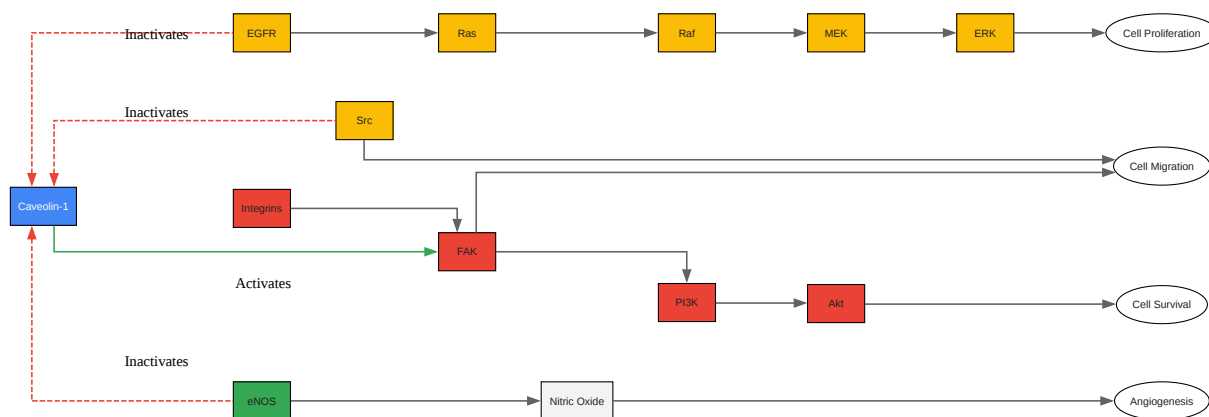 Inactivates
EGFR
Ras
Raf
MEK
ERK
Cell Proliferation
Inactivates
Src
Cell Migration
Caveolin-1
Integrins
FAK
Activates
PI3K
Akt
Cell Survival
Inactivates
eNOS
Nitric Oxide
Angiogenesis